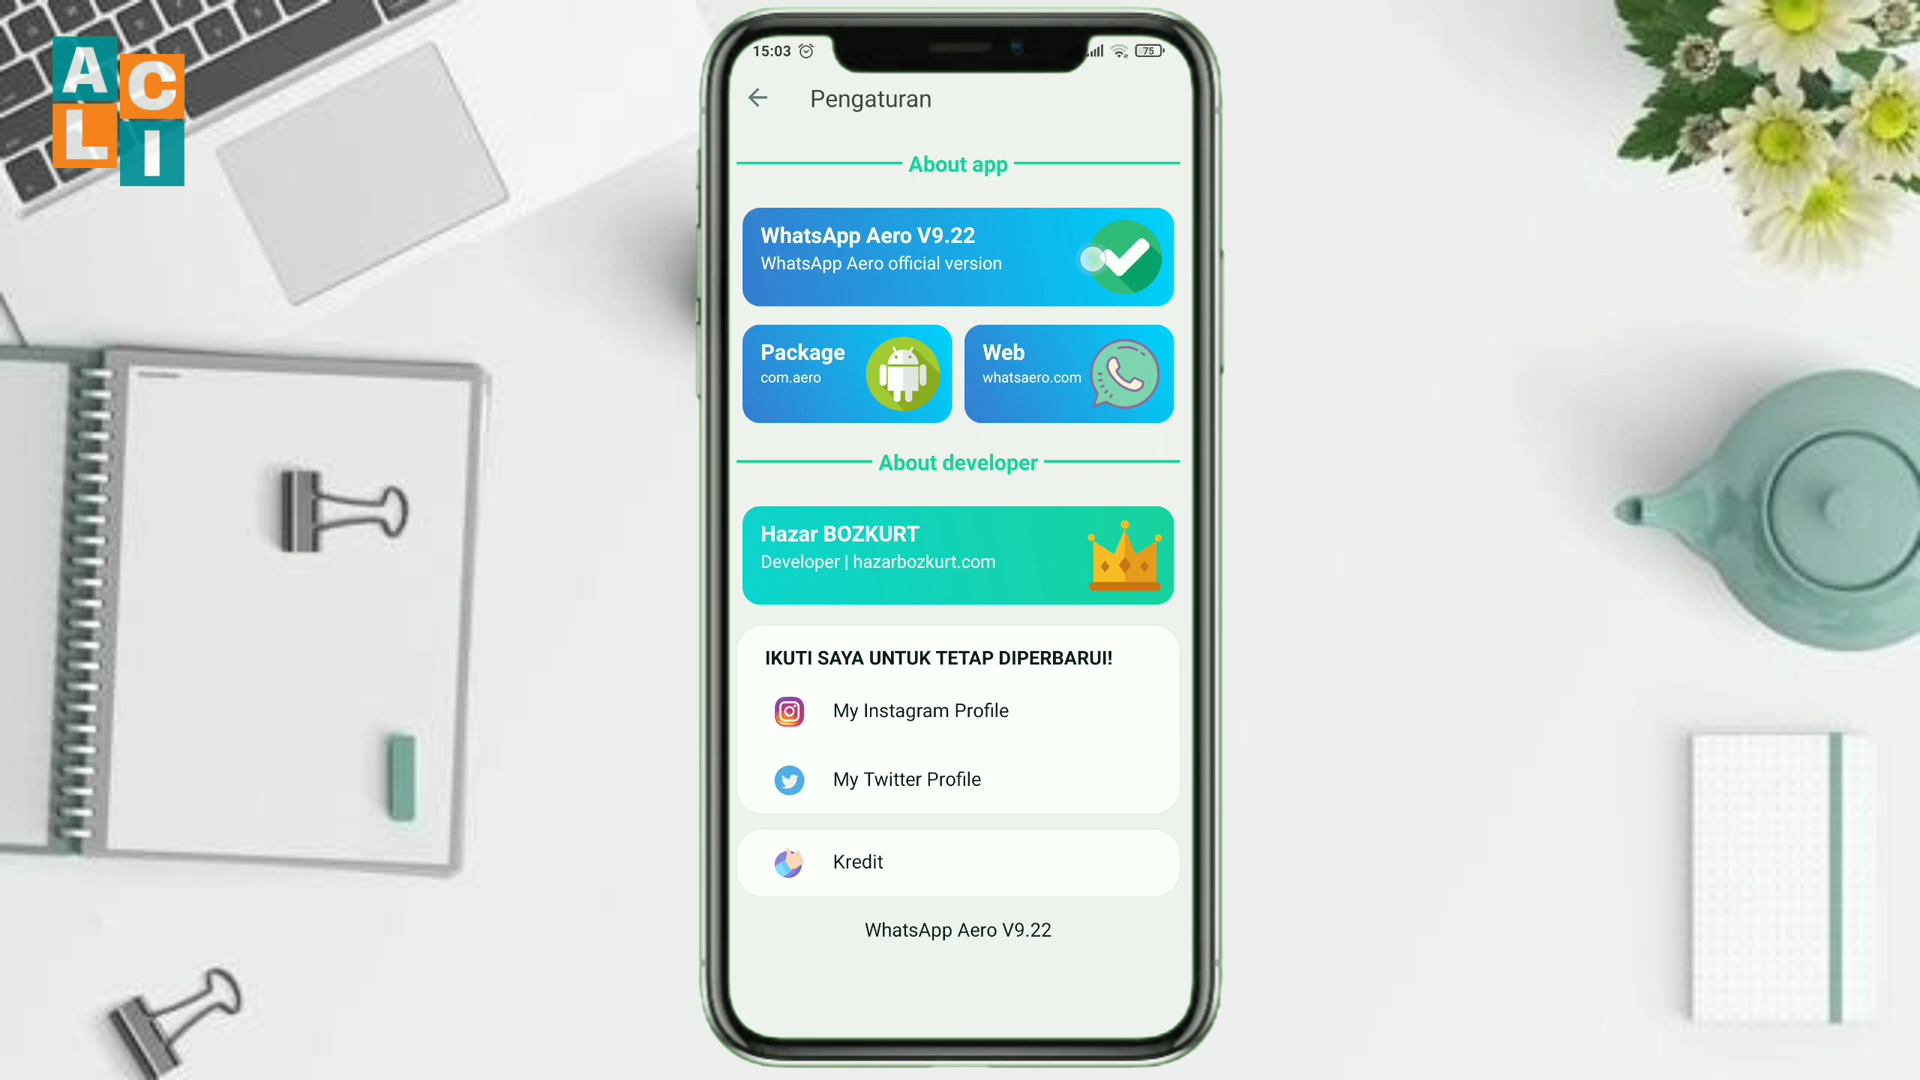 A C
L I
15:03
75
Pengaturan
About app
WhatsApp Aero V9.22
WhatsApp Aero official version
Package
com.aero
Web
whatsaero.com
About developer
Hazar BOZKURT
Developer | hazarbozkurt.com
IKUTI SAYA UNTUK TETAP DIPERBARUI!
My Instagram Profile
My Twitter Profile
Kredit
WhatsApp Aero V9.22